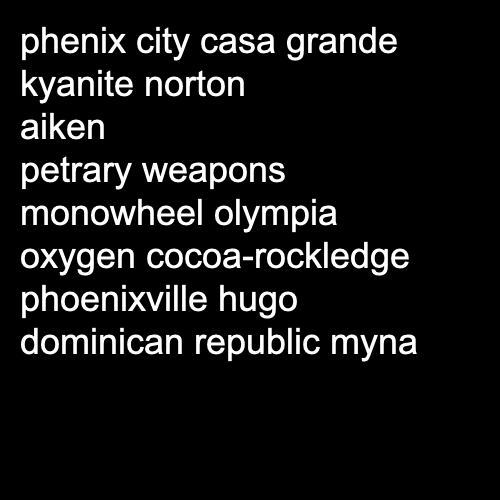 phenix city casa grande
kyanite norton
aiken
petrary weapons
monowheel olympia
oxygen cocoa-rockledge
phoenixville hugo
dominican republic myna